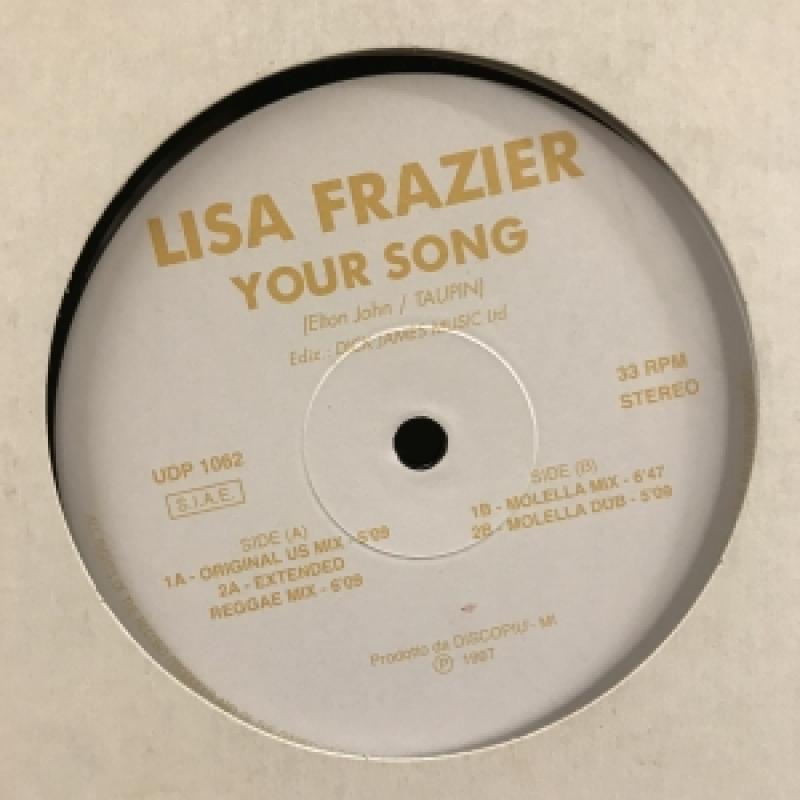 LISA FRAZIER
YOUR SONG
(Elton John / TAUPIN)
Ediz.: DICK JAMES MUSIC Ltd
33 RPM
STEREO
UDP 1062
S.I.A.E.
SIDE (A)
1A - ORIGINAL US MIX - 5'09
2A - EXTENDED
REGGAE MIX - 6'09
SIDE (B)
1B - MOLELLA MIX - 6'47
2B - MOLELLA DUB - 5'09
Prodotto da DISCOPIU' - MI
Ⓟ 1997